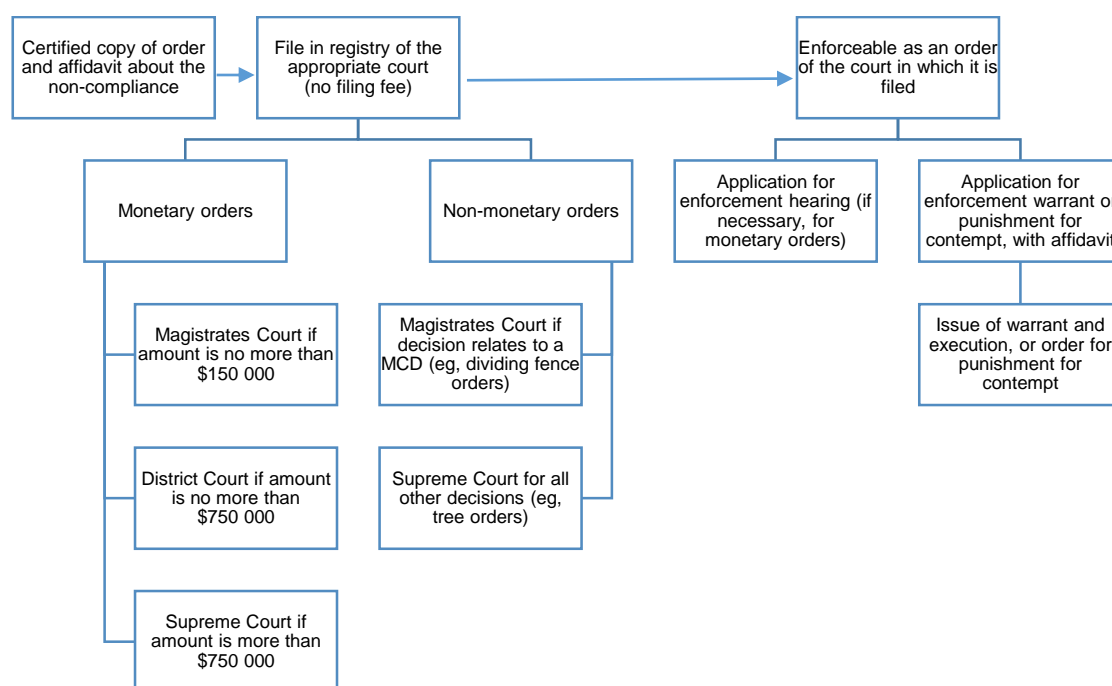 Certified copy of order
and affidavit about the
non-compliance
File in registry of the
appropriate court
(no filing fee)
Enforceable as an order
of the court in which it is
filed
Monetary orders
Non-monetary orders
Application for
enforcement hearing (if
necessary, for
monetary orders)
Application for
enforcement warrant or
punishment for
contempt, with affidavit
Magistrates Court if
amount is no more than
$150 000
Magistrates Court if
decision relates to a
MCD (eg, dividing fence
orders)
Issue of warrant and
execution, or order for
punishment for
contempt
District Court if amount
is no more than
$750 000
Supreme Court for all
other decisions (eg,
tree orders)
Supreme Court if
amount is more than
$750 000